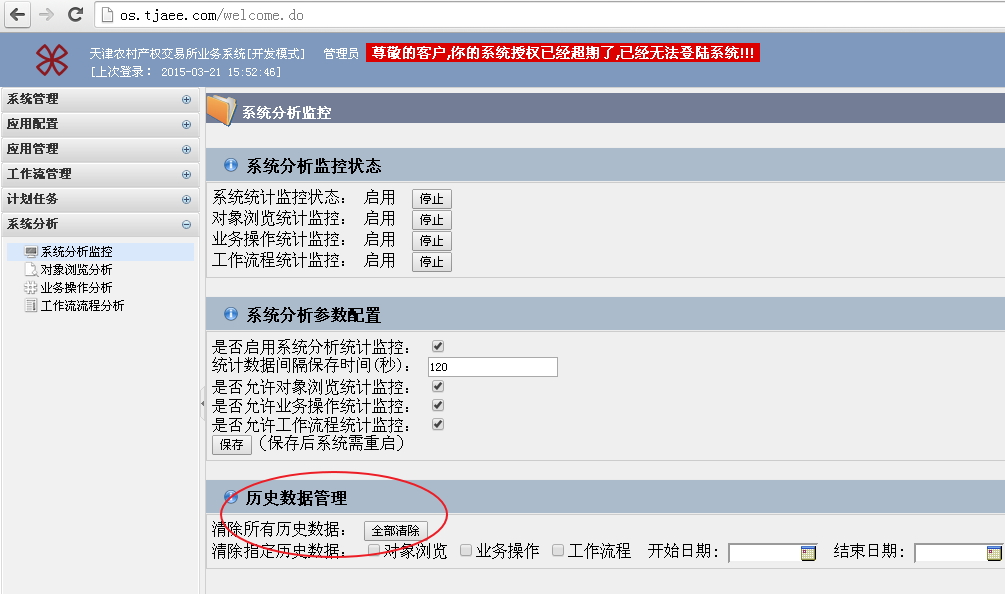 os.tjaee.com/welcome.do
天津农村产权交易所业务系统[开发模式] 管理员 尊敬的客户,你的系统授权已经超期了,已经无法登陆系统!!!
[上次登录: 2015-03-21 15:52:46]
系统管理
应用配置
应用管理
工作流管理
计划任务
系统分析
系统分析监控
对象浏览分析
业务操作分析
工作流流程分析
系统分析监控
系统分析监控状态
系统统计监控状态: 启用 停止
对象浏览统计监控: 启用 停止
业务操作统计监控: 启用 停止
工作流程统计监控: 启用 停止
系统分析参数配置
是否启用系统分析统计监控:
统计数据间隔保存时间(秒): 120
是否允许对象浏览统计监控:
是否允许业务操作统计监控:
是否允许工作流程统计监控:
保存 (保存后系统需重启)
历史数据管理
清除所有历史数据: 全部清除
清除指定历史数据: 对象浏览 业务操作 工作流程 开始日期: 结束日期: